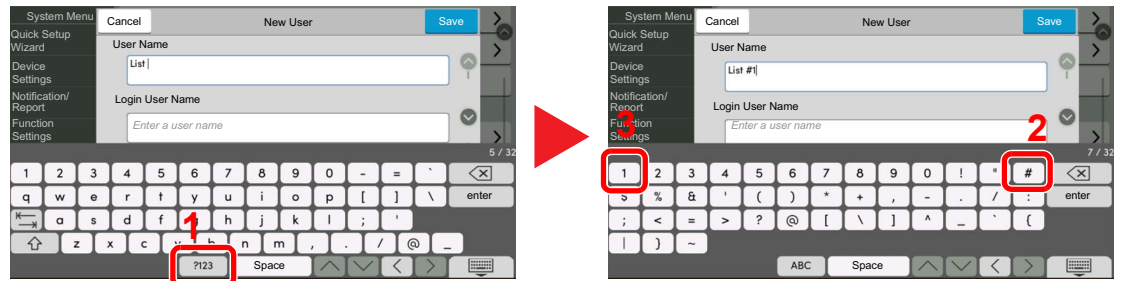 System Menu
Quick Setup
Wizard
Device
Settings
Notification/
Report
Function
Settings
Cancel New User Save
User Name
List
Login User Name
Enter a user name
5 / 32
1 2 3 4 5 6 7 8 9 0 - = `
q w e r t y u i o p [ ] \ enter
a s d f g h j k l ; '
z x c v b n m , . / @ _
1
?123 Space
System Menu
Quick Setup
Wizard
Device
Settings
Notification/
Report
Function
Settings
Cancel New User Save
User Name
List #1
Login User Name
Enter a user name
3
2
7 / 32
1 2 3 4 5 6 7 8 9 0 ! " #
$ % & ' ( ) * + , - . / : enter
; < = > ? @ [ \ ] ^ _ ` {
| } ~
ABC Space